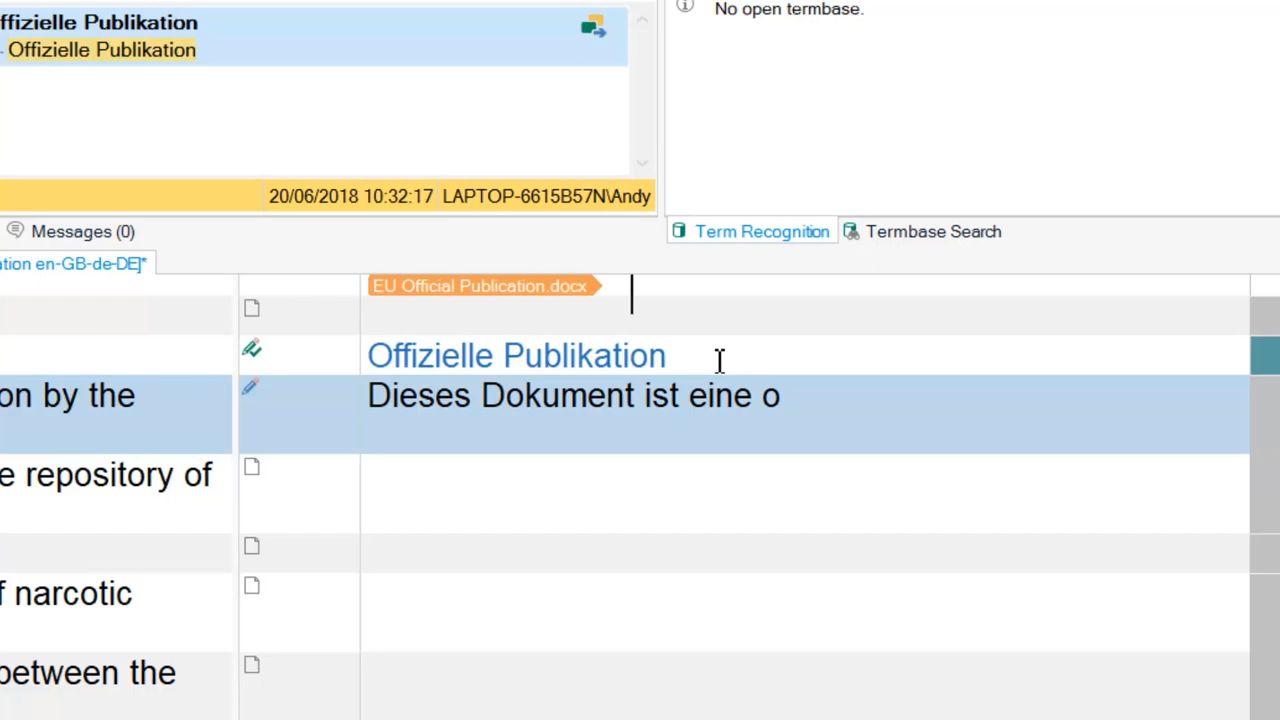 ffizielle Publikation
- Offizielle Publikation
No open termbase.
20/06/2018 10:32:17 LAPTOP-6615B57N\Andy
Messages (0)
Term Recognition
Termbase Search
ation en-GB-de-DE]*
EU Official Publication.docx
Offizielle Publikation
on by the
Dieses Dokument ist eine o
e repository of
f narcotic
between the